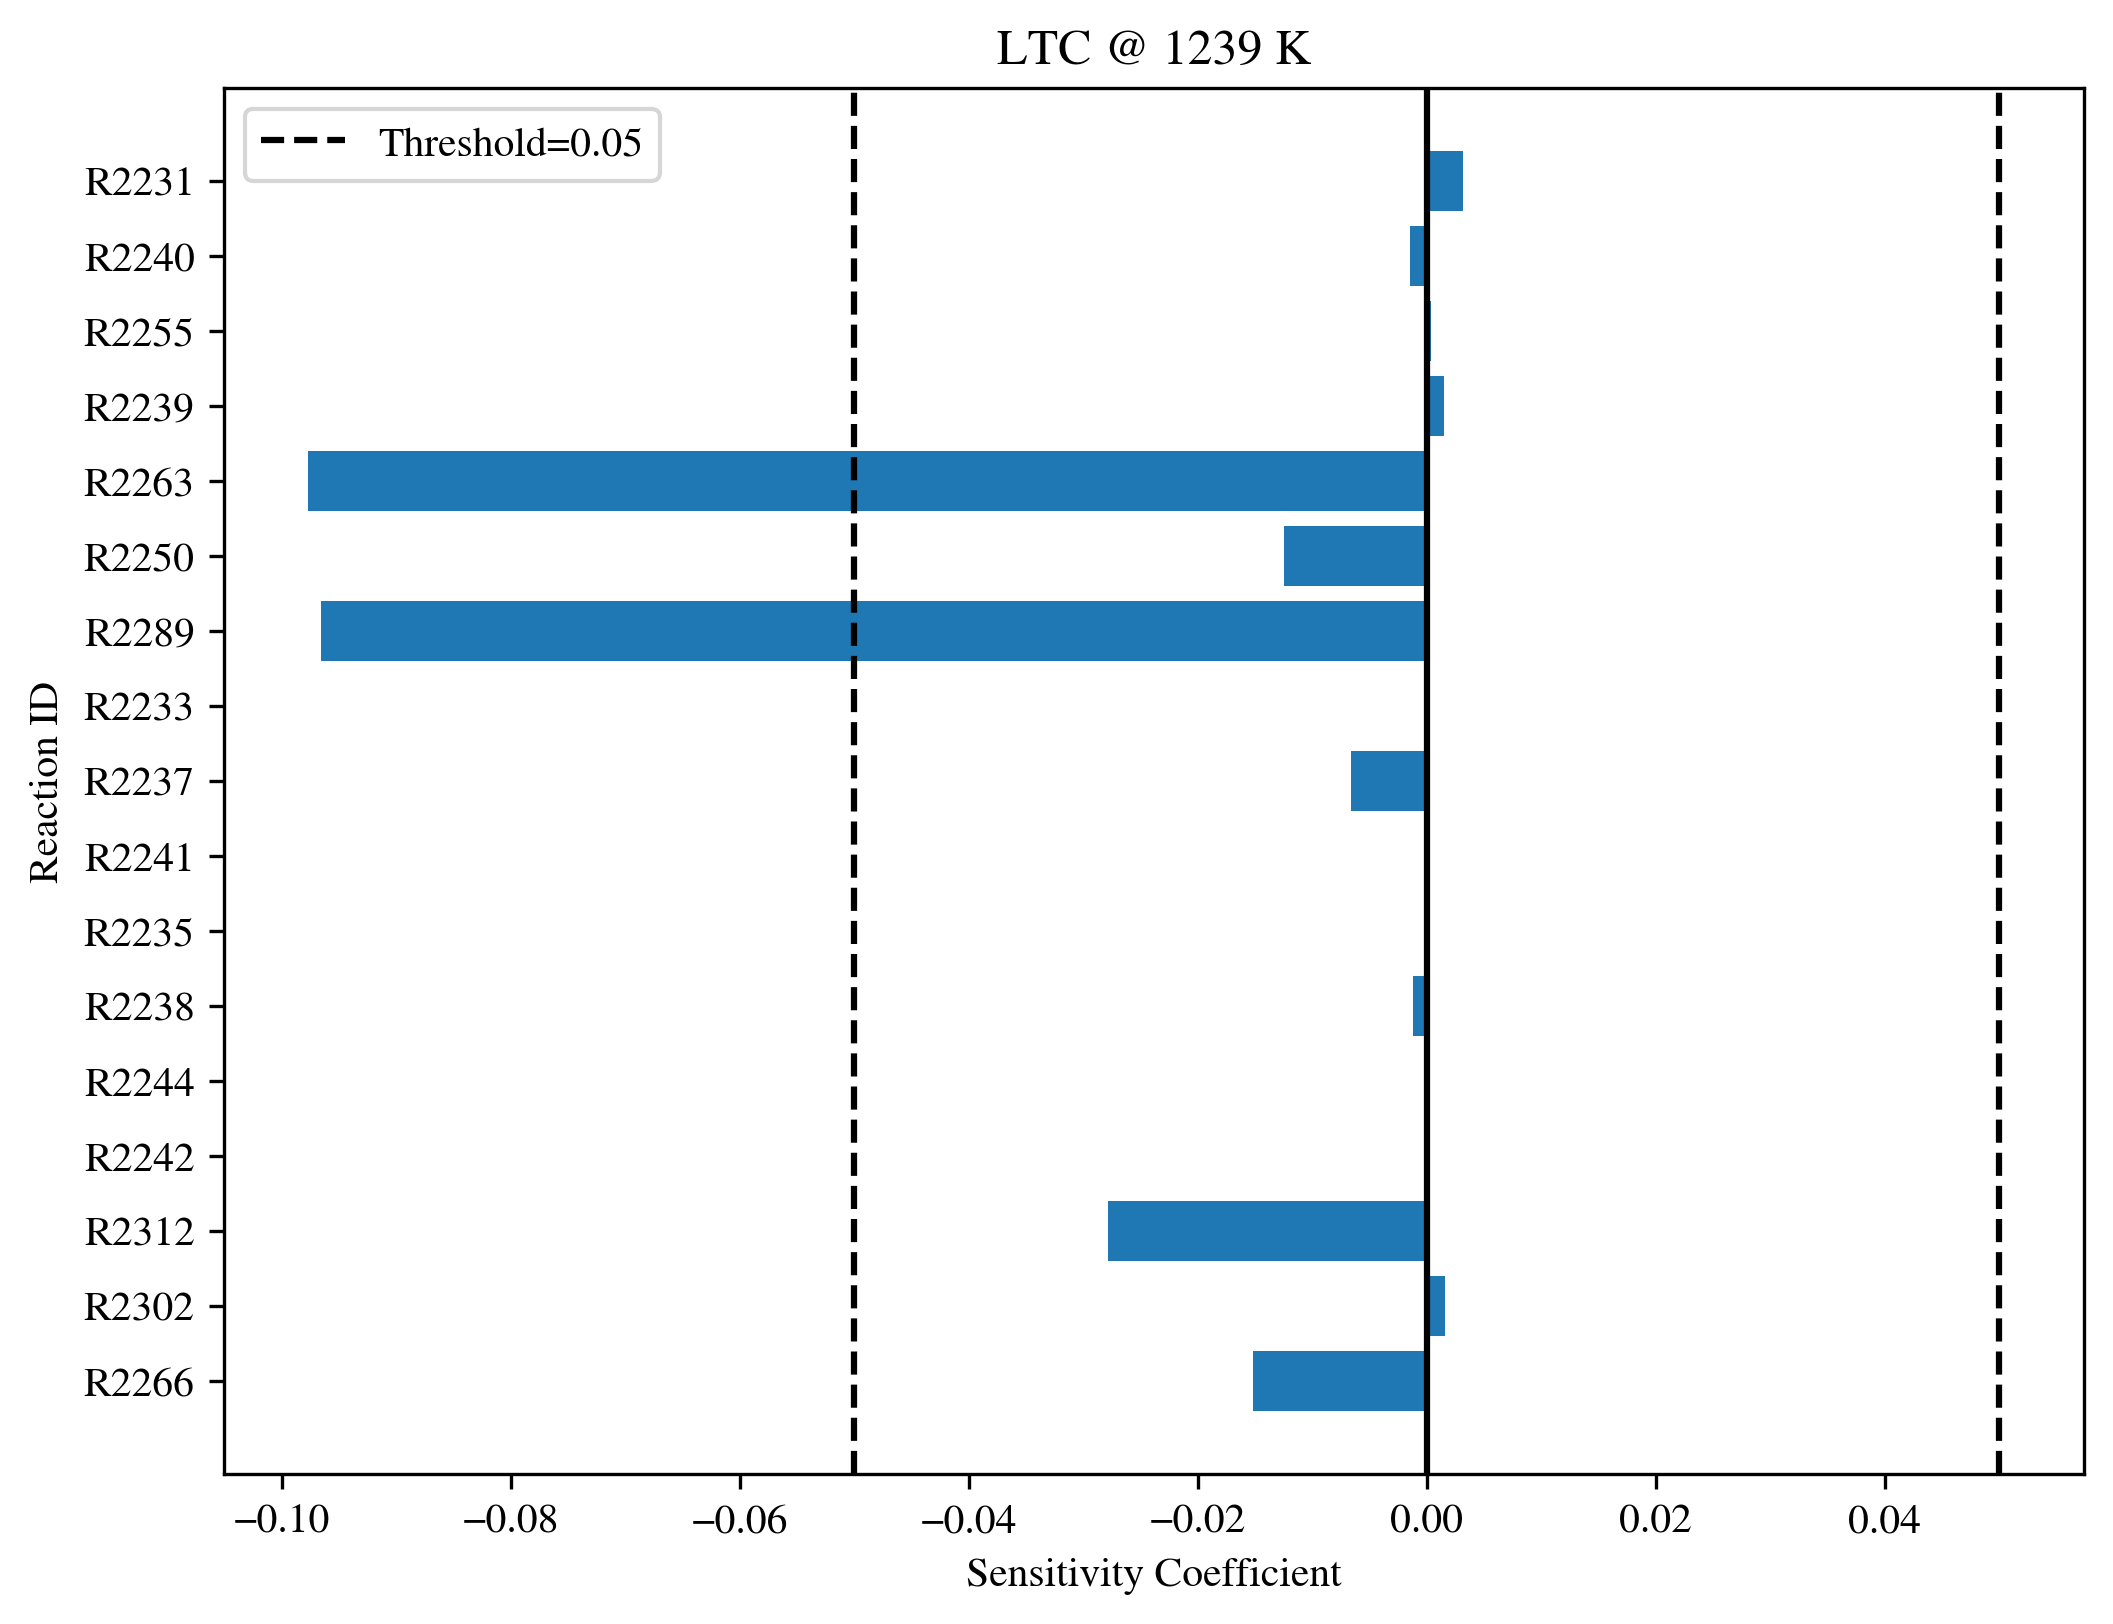 LTC @ 1239 K
Threshold=0.05
R2231
R2240
R2255
R2239
R2263
R2250
R2289
R2233
R2237
R2241
R2235
R2238
R2244
R2242
R2312
R2302
R2266
Reaction ID
−0.10 −0.08 −0.06 −0.04 −0.02 0.00 0.02 0.04
Sensitivity Coefficient